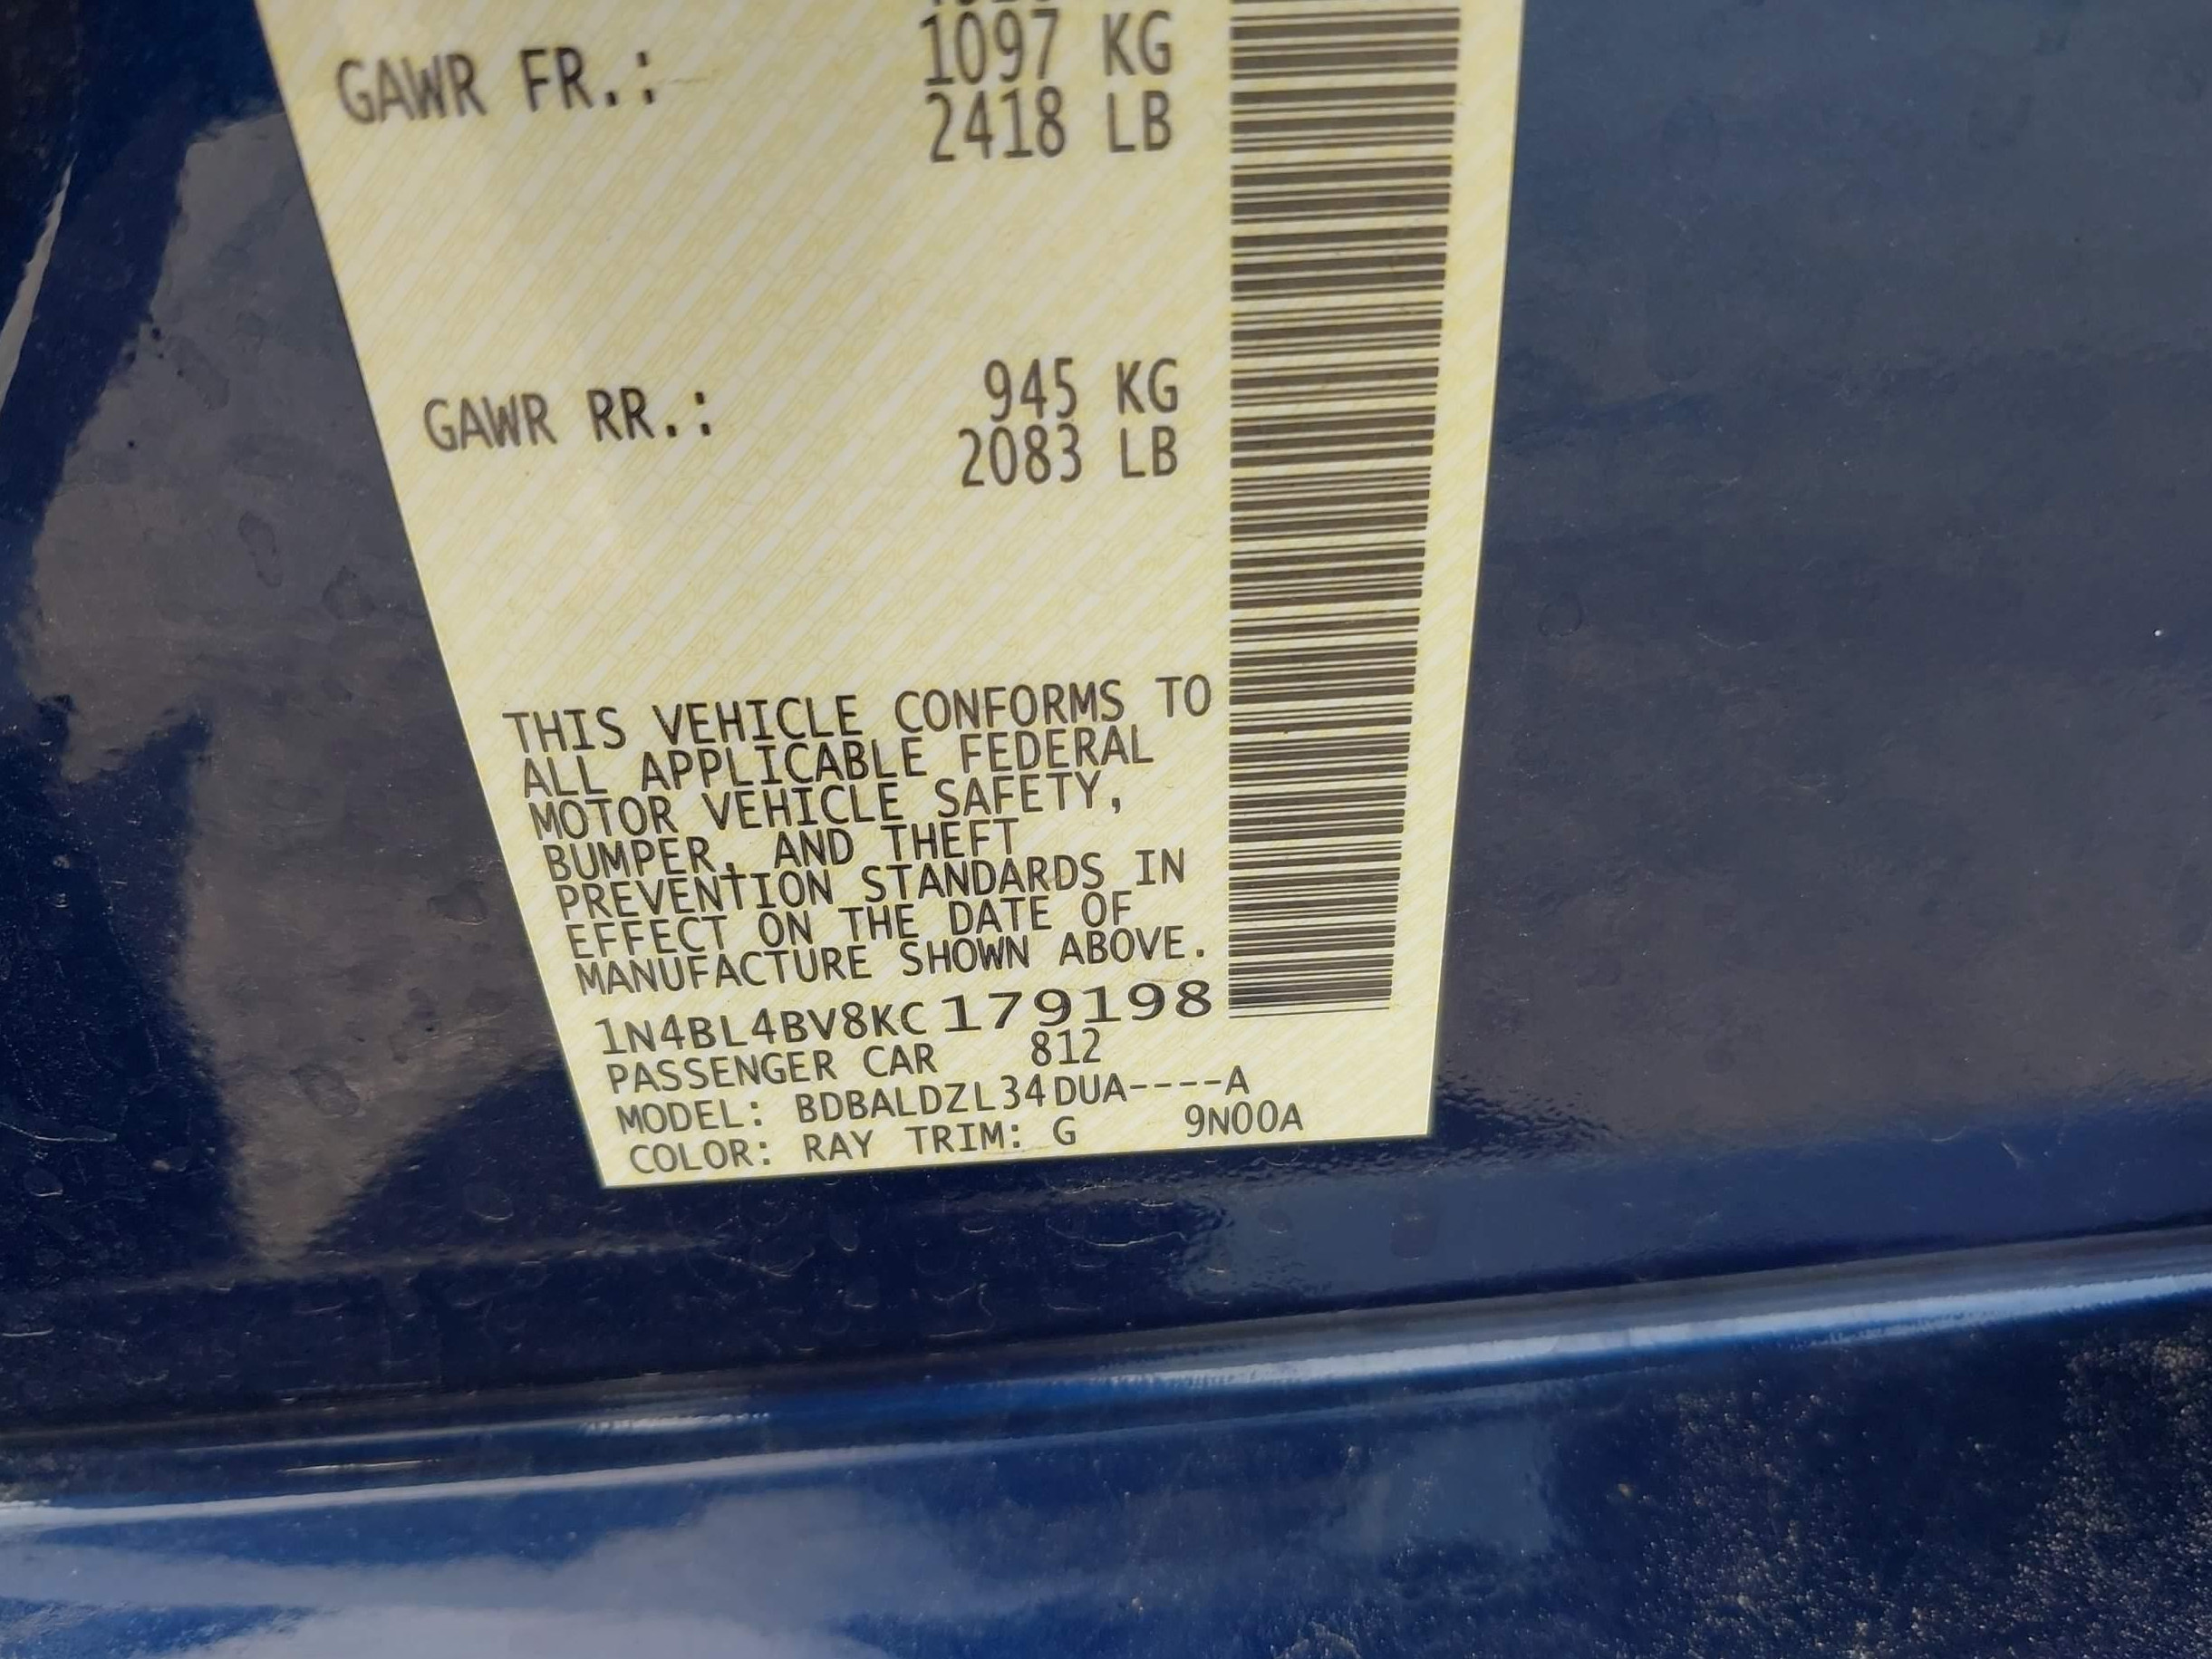 GAWR FR.: 1097 KG
2418 LB
GAWR RR.: 945 KG
2083 LB
THIS VEHICLE CONFORMS TO
ALL APPLICABLE FEDERAL
MOTOR VEHICLE SAFETY,
BUMPER, AND THEFT
PREVENTION STANDARDS IN
EFFECT ON THE DATE OF
MANUFACTURE SHOWN ABOVE.
1N4BL4BV8KC179198
PASSENGER CAR 812
MODEL: BDBALDZL34DUA----A
COLOR: RAY TRIM: G 9N00A